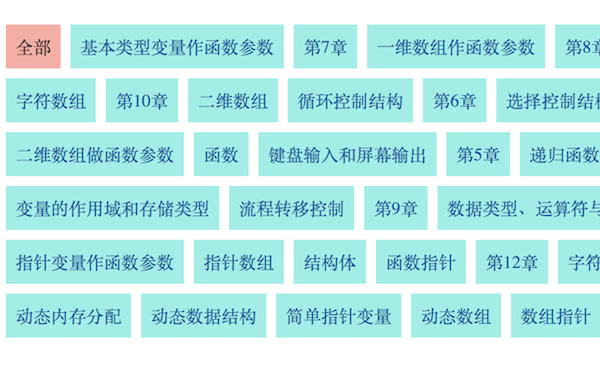 全部 基本类型变量作函数参数 第7章 一维数组作函数参数 第8章
字符数组 第10章 二维数组 循环控制结构 第6章 选择控制结构
二维数组做函数参数 函数 键盘输入和屏幕输出 第5章 递归函数
变量的作用域和存储类型 流程转移控制 第9章 数据类型、运算符与
指针变量作函数参数 指针数组 结构体 函数指针 第12章 字符
动态内存分配 动态数据结构 简单指针变量 动态数组 数组指针